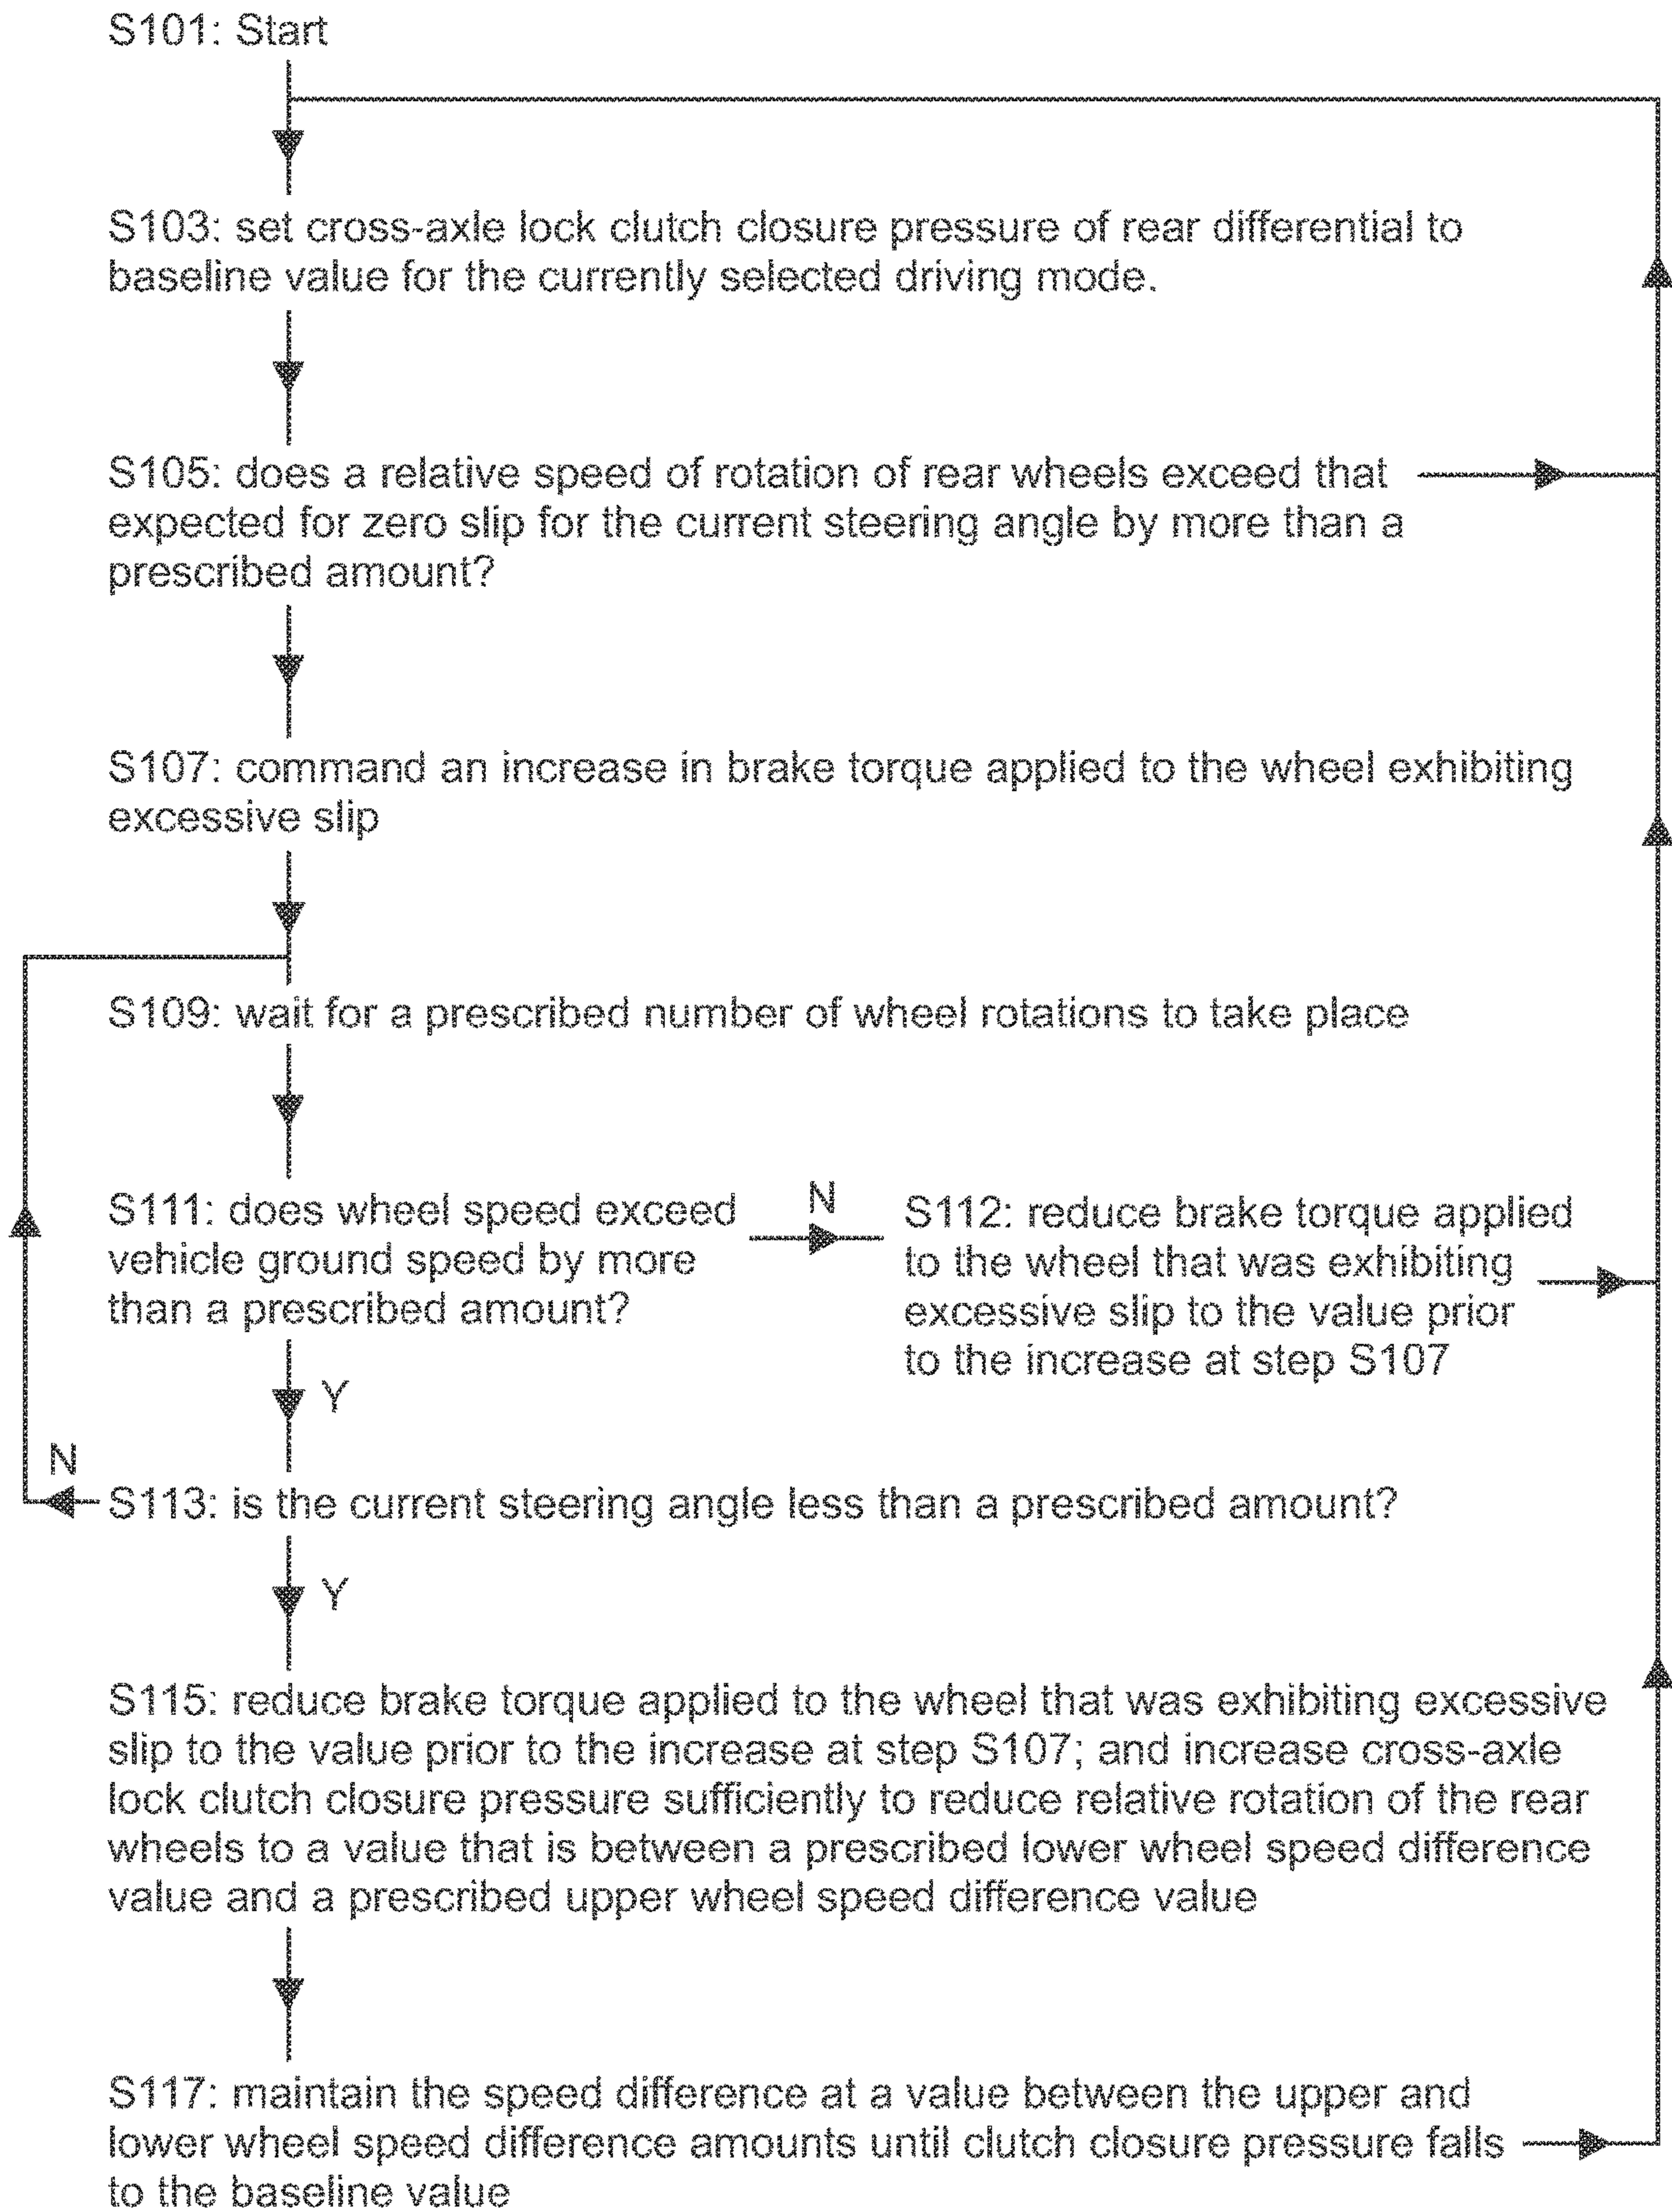 S101: Start
S103: set cross-axle lock clutch closure pressure of rear differential to
baseline value for the currently selected driving mode.
S105: does a relative speed of rotation of rear wheels exceed that
expected for zero slip for the current steering angle by more than a
prescribed amount?
S107: command an increase in brake torque applied to the wheel exhibiting
excessive slip
S109: wait for a prescribed number of wheel rotations to take place
S111: does wheel speed exceed
vehicle ground speed by more
than a prescribed amount?
N
S112: reduce brake torque applied
to the wheel that was exhibiting
excessive slip to the value prior
to the increase at step S107
Y
N
S113: is the current steering angle less than a prescribed amount?
Y
S115: reduce brake torque applied to the wheel that was exhibiting excessive
slip to the value prior to the increase at step S107; and increase cross-axle
lock clutch closure pressure sufficiently to reduce relative rotation of the rear
wheels to a value that is between a prescribed lower wheel speed difference
value and a prescribed upper wheel speed difference value
S117: maintain the speed difference at a value between the upper and
lower wheel speed difference amounts until clutch closure pressure falls
to the baseline value